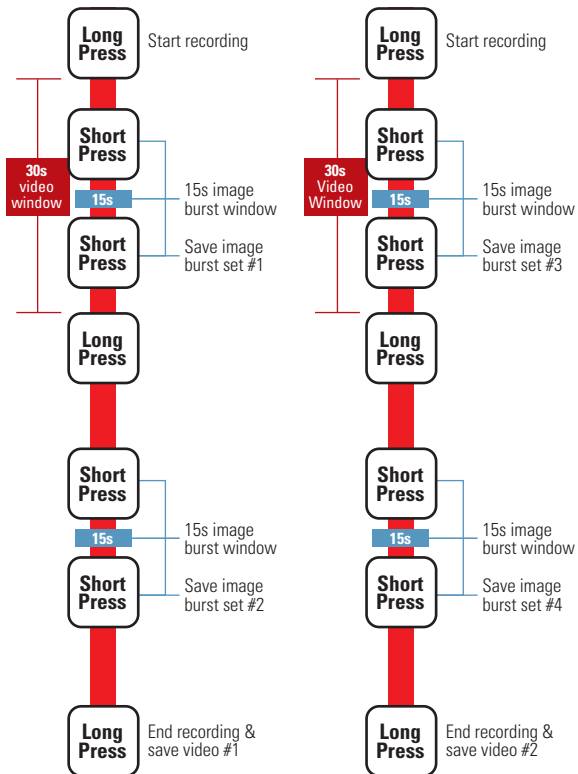 Long
Press
Start recording
Short
Press
30s
video
window
15s
15s image
burst window
Short
Press
Save image
burst set #1
Long
Press
Short
Press
15s
15s image
burst window
Short
Press
Save image
burst set #2
Long
Press
End recording &
save video #1
Long
Press
Start recording
Short
Press
30s
Video
Window
15s
15s image
burst window
Short
Press
Save image
burst set #3
Long
Press
Short
Press
15s
15s image
burst window
Short
Press
Save image
burst set #4
Long
Press
End recording &
save video #2